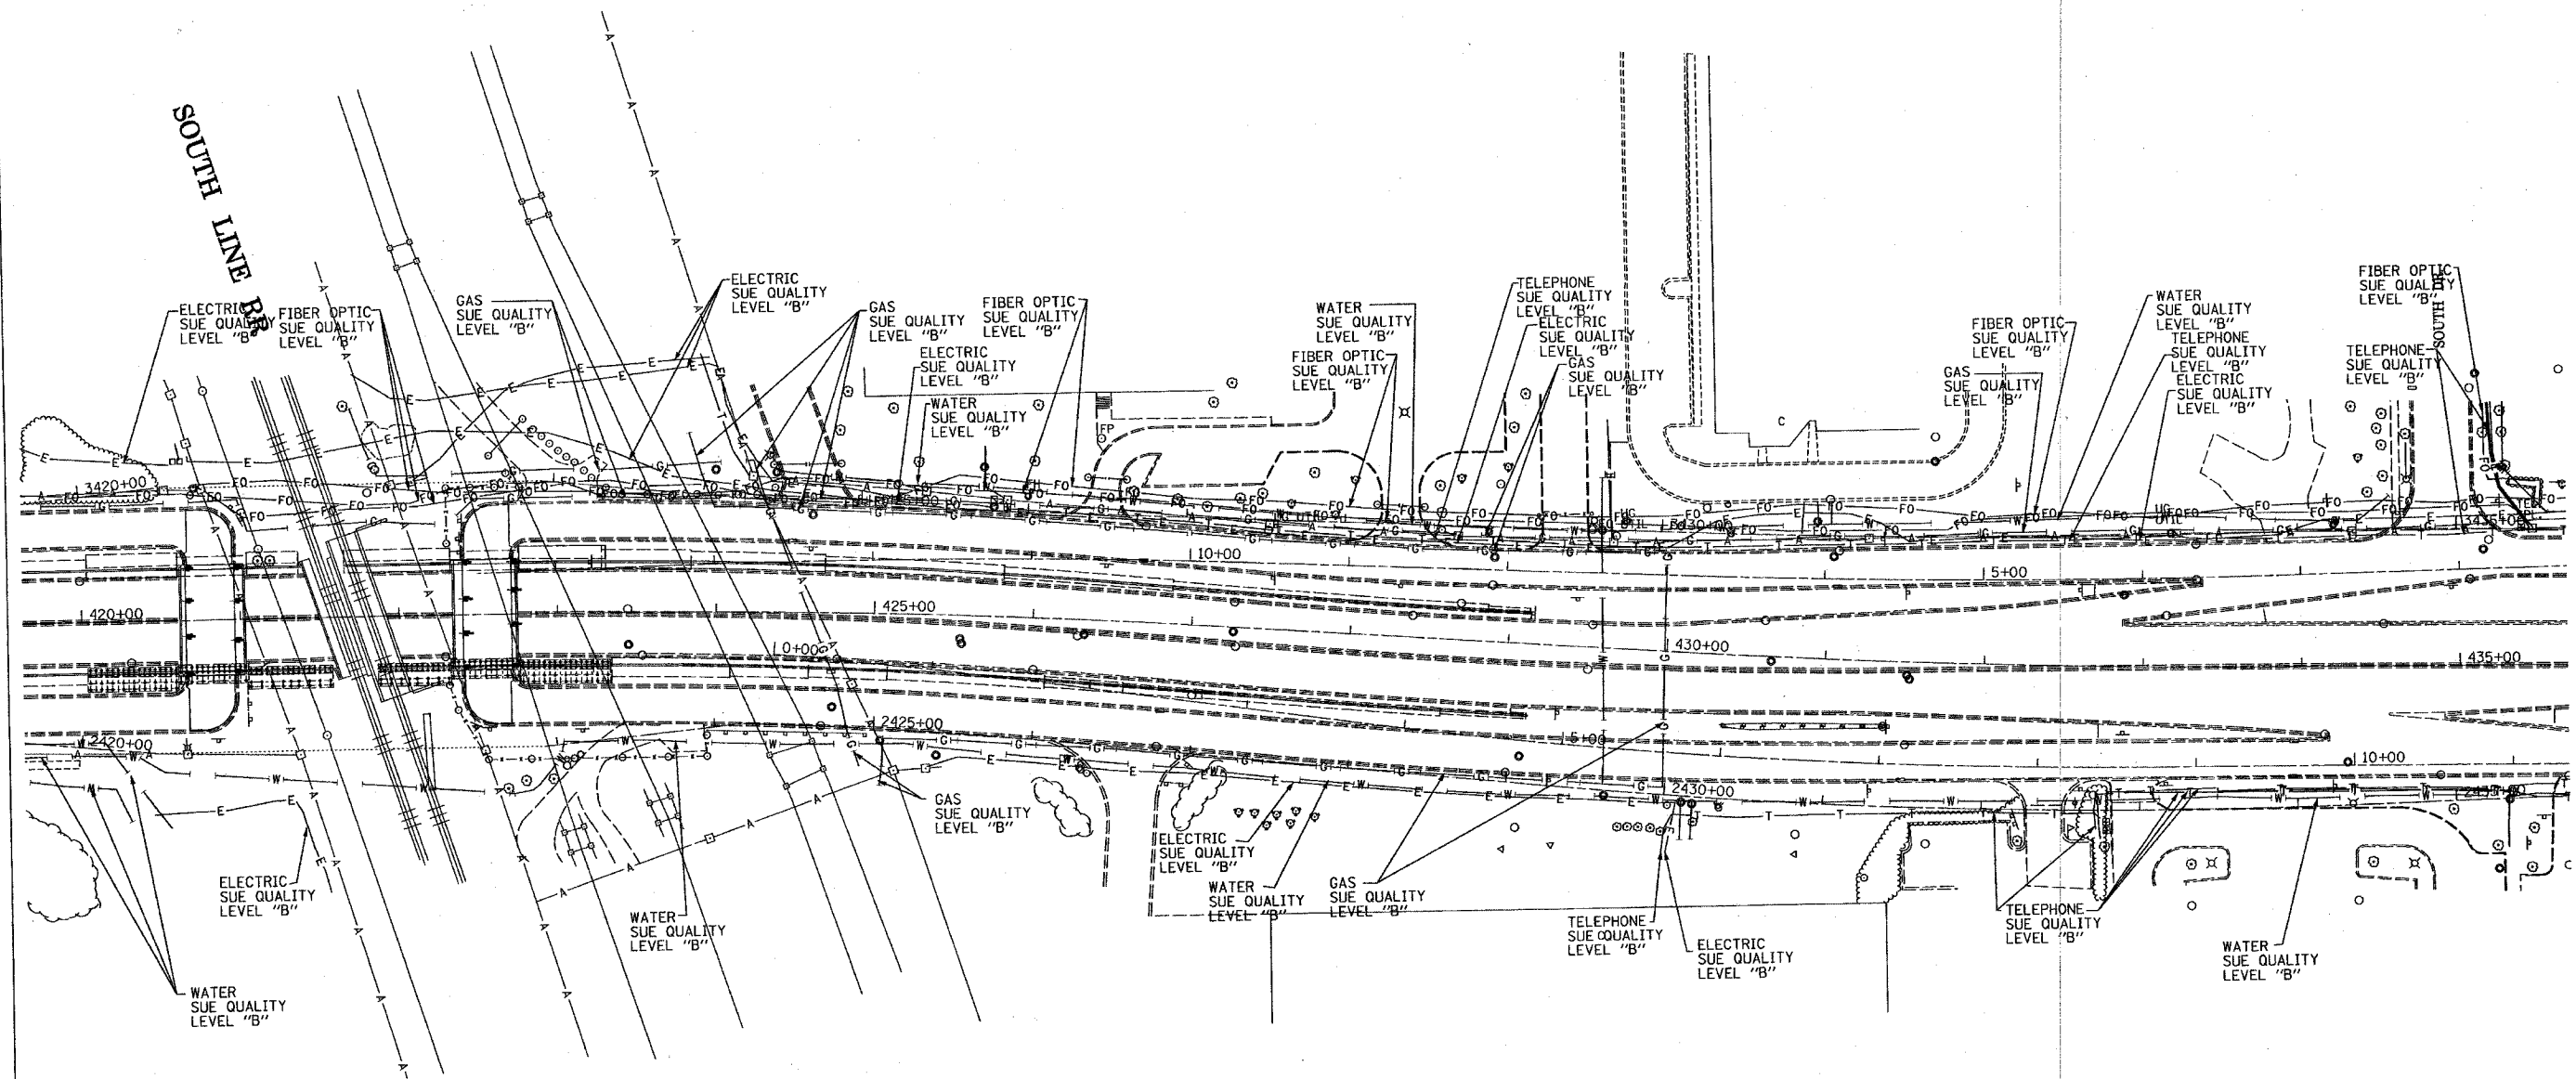 SOUTH LINE RR
ELECTRIC
SUE QUALITY
LEVEL "B"
FIBER OPTIC
SUE QUALITY
LEVEL "B"
GAS
SUE QUALITY
LEVEL "B"
ELECTRIC
SUE QUALITY
LEVEL "B"
GAS
SUE QUALITY
LEVEL "B"
ELECTRIC
SUE QUALITY
LEVEL "B"
WATER
SUE QUALITY
LEVEL "B"
FIBER OPTIC
SUE QUALITY
LEVEL "B"
WATER
SUE QUALITY
LEVEL "B"
FIBER OPTIC
SUE QUALITY
LEVEL "B"
TELEPHONE
SUE QUALITY
LEVEL "B"
ELECTRIC
SUE QUALITY
LEVEL "B"
GAS
SUE QUALITY
LEVEL "B"
FIBER OPTIC
SUE QUALITY
LEVEL "B"
GAS
SUE QUALITY
LEVEL "B"
WATER
SUE QUALITY
LEVEL "B"
TELEPHONE
SUE QUALITY
LEVEL "B"
ELECTRIC
SUE QUALITY
LEVEL "B"
FIBER OPTIC
SUE QUALITY
LEVEL "B"
TELEPHONE
SUE QUALITY
LEVEL "B"
SOUTH DR
FP
C
3420+00
10+00
5+00
420+00
425+00
0+00
430+00
435+00
2420+00
2425+00
5+00
10+00
2430+00
ELECTRIC
SUE QUALITY
LEVEL "B"
WATER
SUE QUALITY
LEVEL "B"
WATER
SUE QUALITY
LEVEL "B"
GAS
SUE QUALITY
LEVEL "B"
ELECTRIC
SUE QUALITY
LEVEL "B"
WATER
SUE QUALITY
LEVEL "B"
GAS
SUE QUALITY
LEVEL "B"
TELEPHONE
SUE QUALITY
LEVEL "B"
ELECTRIC
SUE QUALITY
LEVEL "B"
TELEPHONE
SUE QUALITY
LEVEL "B"
WATER
SUE QUALITY
LEVEL "B"